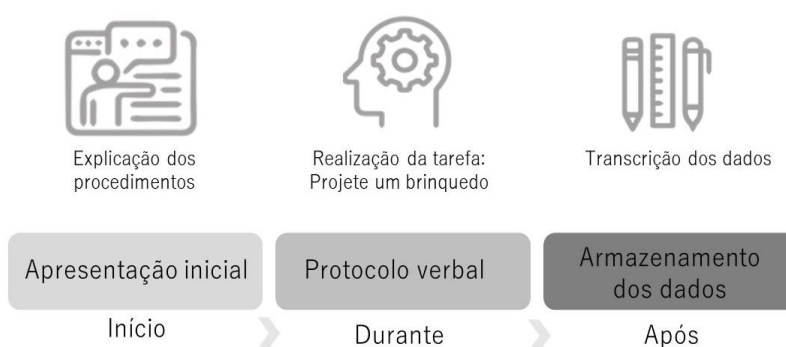 Explicação dos
procedimentos
Realização da tarefa:
Projete um brinquedo
Transcrição dos dados
Apresentação inicial
Protocolo verbal
Armazenamento
dos dados
Início
Durante
Após